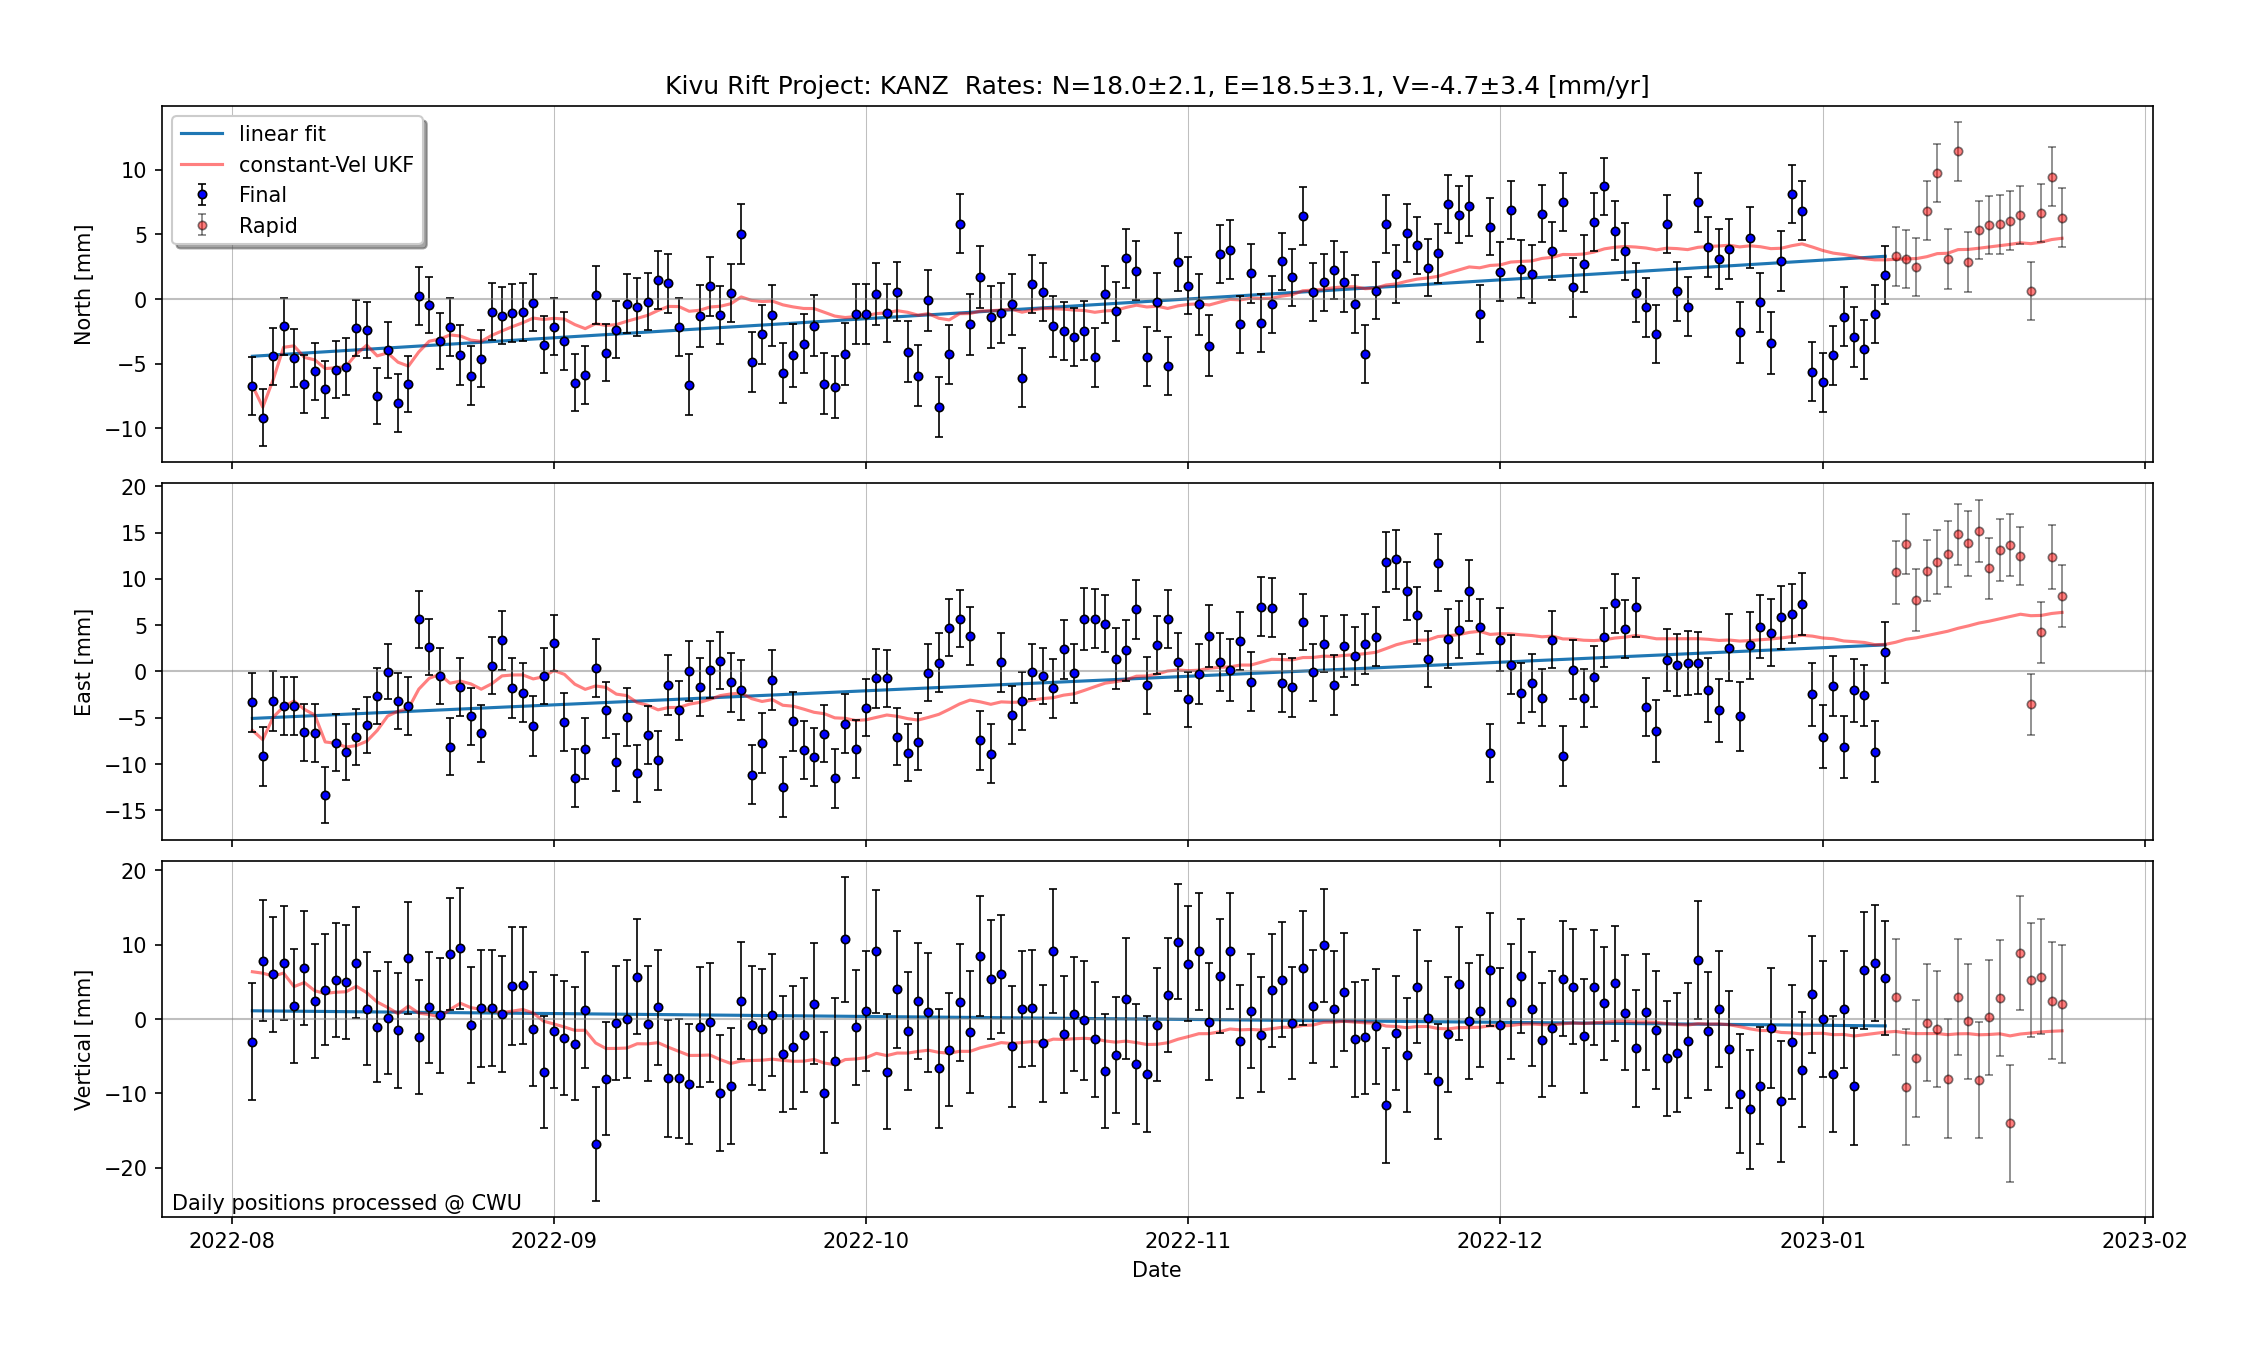 Kivu Rift Project: KANZ  Rates: N=18.0±2.1, E=18.5±3.1, V=-4.7±3.4 [mm/yr]
linear fit
constant-Vel UKF
Final
Rapid
North [mm]
10
5
0
−5
−10
East [mm]
20
15
10
5
0
−5
−10
−15
Vertical [mm]
20
10
0
−10
−20
Daily positions processed @ CWU
2022-08 2022-09 2022-10 2022-11 2022-12 2023-01 2023-02
Date